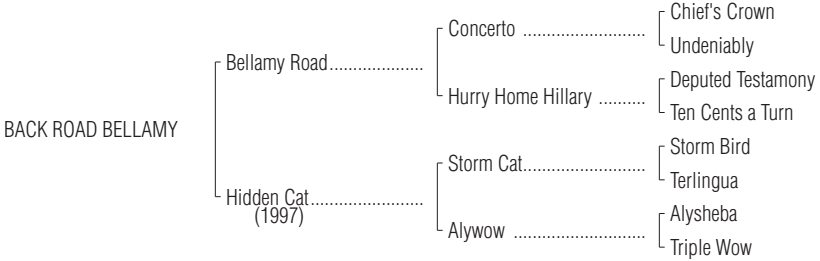 Chief's Crown
Concerto ..............................
Undeniably
Bellamy Road....................
Deputed Testamony
Hurry Home Hillary ...........
Ten Cents a Turn
BACK ROAD BELLAMY
Storm Bird
Storm Cat.............................
Terlingua
Hidden Cat.........................
(1997)
Alysheba
Alywow ................................
Triple Wow